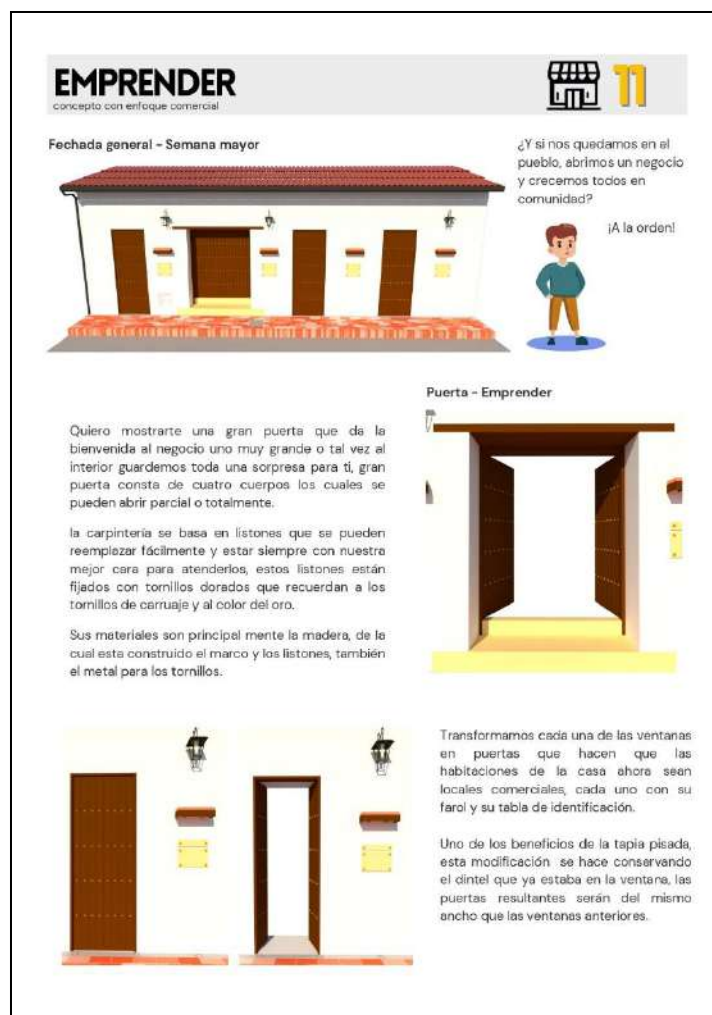 EMPRENDER
concepto con enfoque comercial
11
Fechada general - Semana mayor
¿Y si nos quedamos en el
pueblo, abrimos un negocio
y crecemos todos en
comunidad?
¡A la orden!
Puerta - Emprender
Quiero mostrarte una gran puerta que da la
bienvenida al negocio uno muy grande o tal vez al
interior guardemos toda una sorpresa para ti, gran
puerta consta de cuatro cuerpos los cuales se
pueden abrir parcial o totalmente.
la carpintería se basa en listones que se pueden
reemplazar fácilmente y estar siempre con nuestra
mejor cara para atenderlos, estos listones están
fijados con tornillos dorados que recuerdan a los
tornillos de carruaje y al color del oro.
Sus materiales son principal mente la madera, de la
cual esta construido el marco y los listones, también
el metal para los tornillos.
Transformamos cada una de las ventanas
en puertas que hacen que las
habitaciones de la casa ahora sean
locales comerciales, cada uno con su
farol y su tabla de identificación.
Uno de los beneficios de la tapia pisada,
esta modificación se hace conservando
el dintel que ya estaba en la ventana, las
puertas resultantes serán del mismo
ancho que las ventanas anteriores.